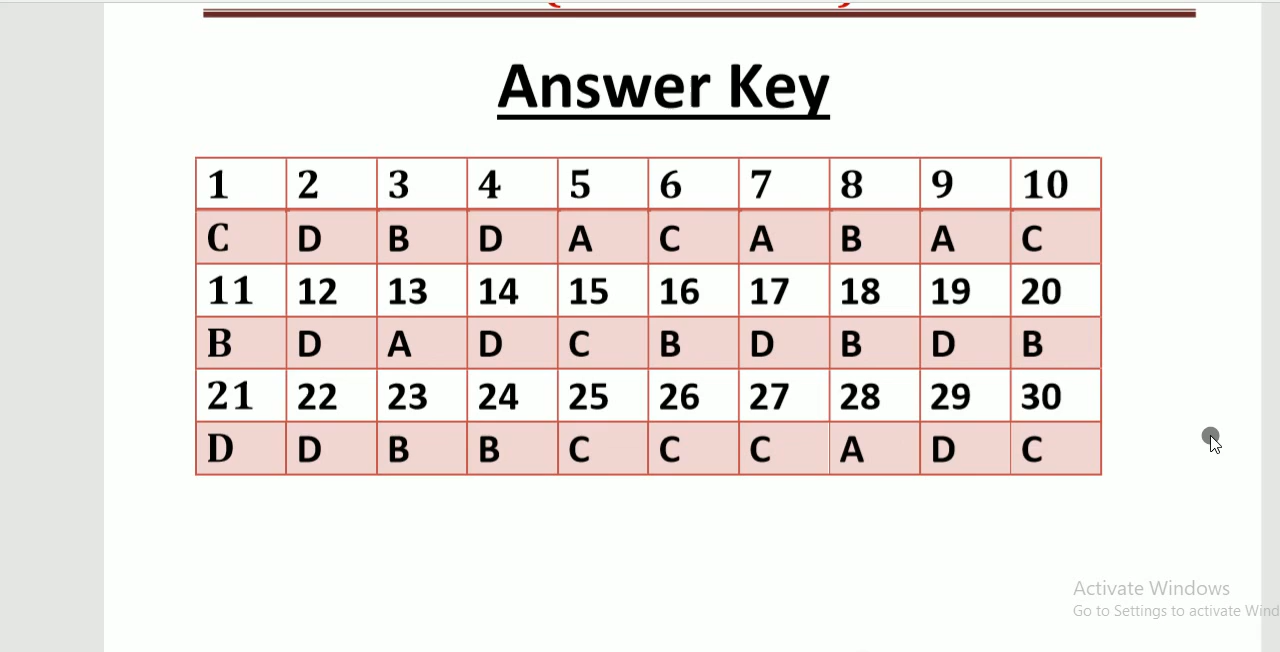 Answer Key
1 2 3 4 5 6 7 8 9 10
C D B D A C A B A C
11 12 13 14 15 16 17 18 19 20
B D A D C B D B D B
21 22 23 24 25 26 27 28 29 30
D D B B C C C A D C
Activate Windows
Go to Settings to activate Wind